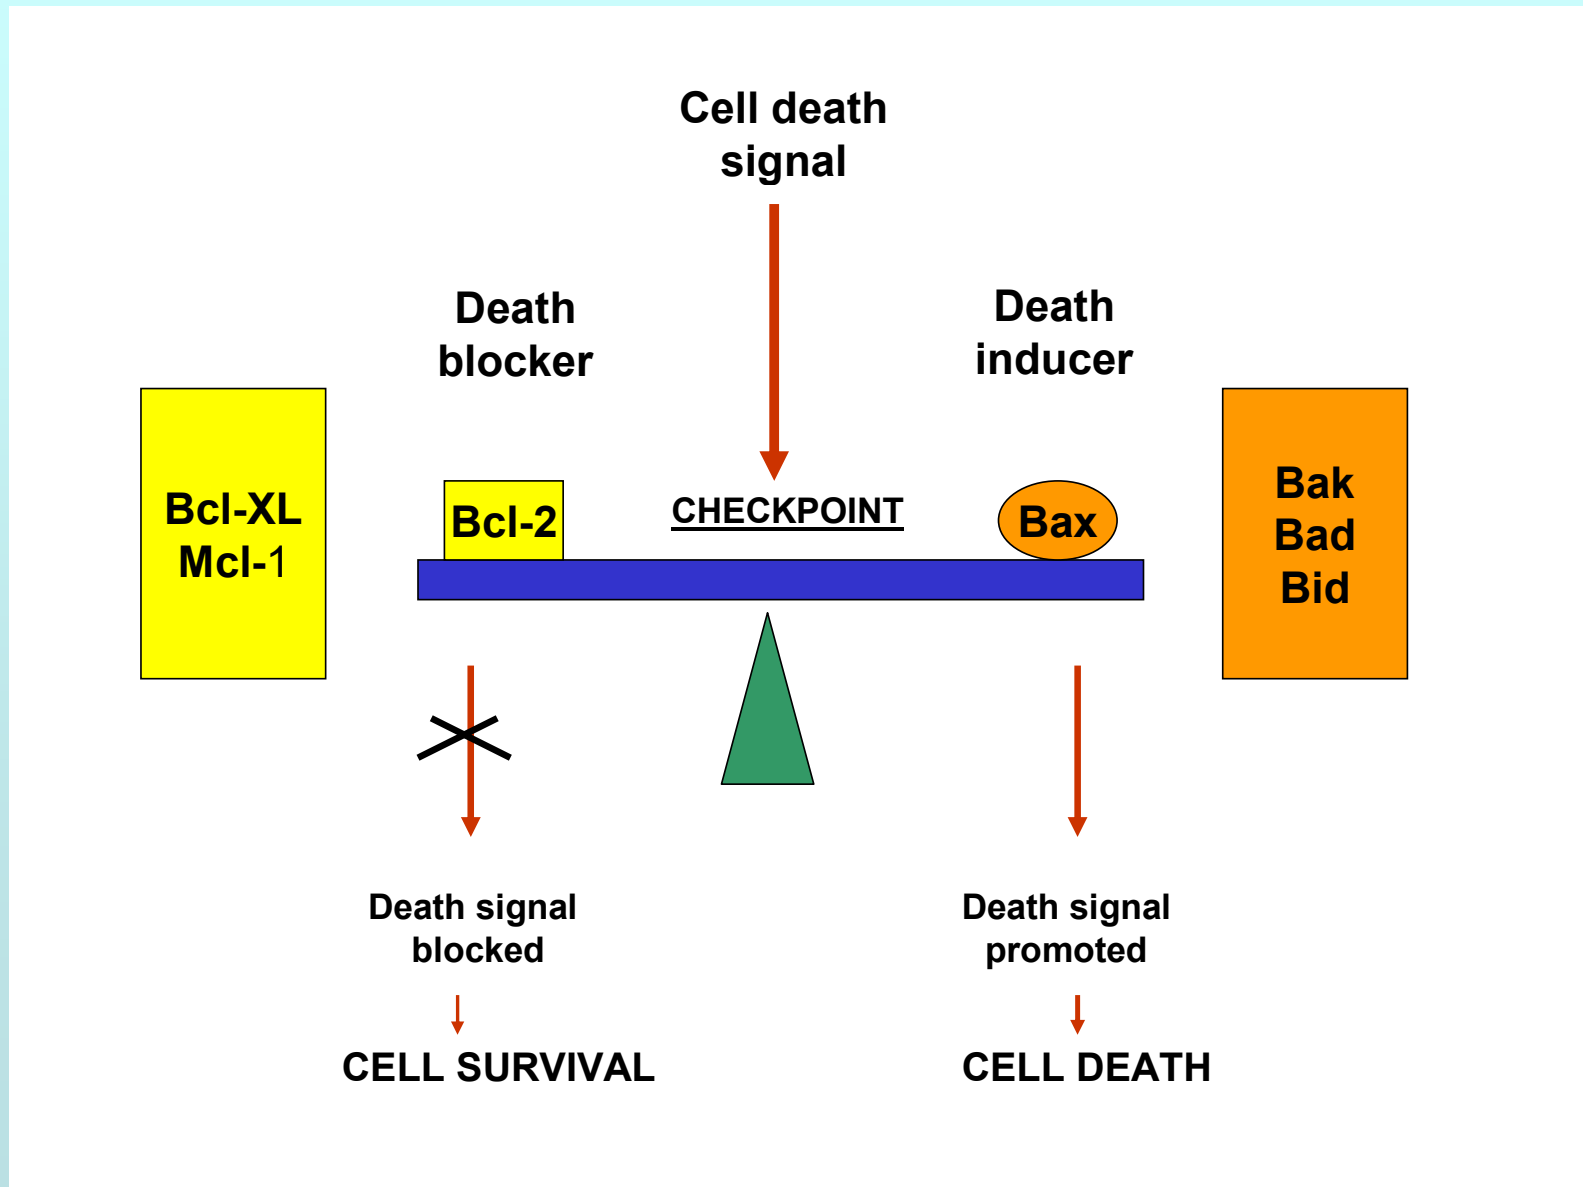 Cell death
signal
Death
blocker
Death
inducer
Bcl-XL
Mcl-1
Bcl-2
CHECKPOINT
Bax
Bak
Bad
Bid
Death signal
blocked
Death signal
promoted
CELL SURVIVAL
CELL DEATH